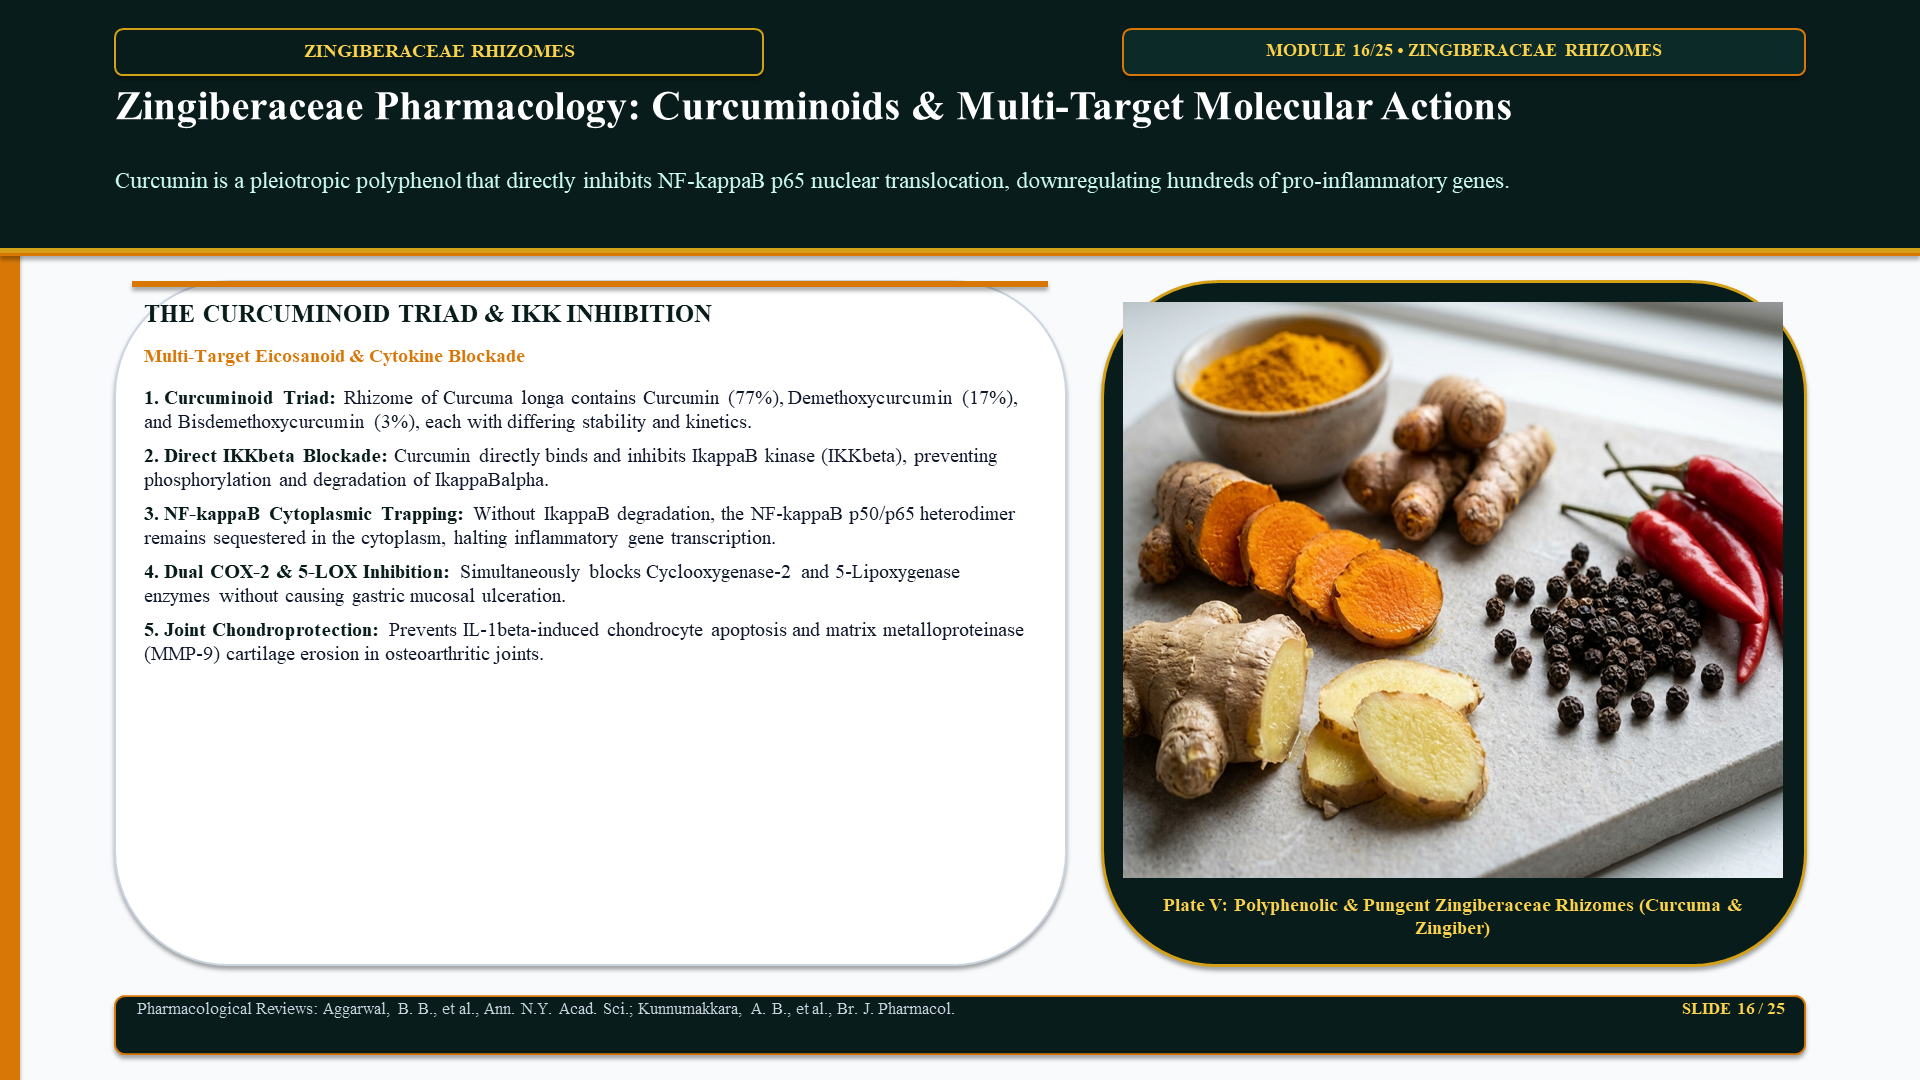 ZINGIBERACEAE RHIZOMES
MODULE 16/25 • ZINGIBERACEAE RHIZOMES
Zingiberaceae Pharmacology: Curcuminoids & Multi-Target Molecular Actions
Curcumin is a pleiotropic polyphenol that directly inhibits NF-kappaB p65 nuclear translocation, downregulating hundreds of pro-inflammatory genes.
THE CURCUMINOID TRIAD & IKK INHIBITION
Multi-Target Eicosanoid & Cytokine Blockade
1. Curcuminoid Triad: Rhizome of Curcuma longa contains Curcumin (77%), Demethoxycurcumin (17%),
and Bisdemethoxycurcumin (3%), each with differing stability and kinetics.
2. Direct IKKbeta Blockade: Curcumin directly binds and inhibits IkappaB kinase (IKKbeta), preventing
phosphorylation and degradation of IkappaBalpha.
3. NF-kappaB Cytoplasmic Trapping: Without IkappaB degradation, the NF-kappaB p50/p65 heterodimer
remains sequestered in the cytoplasm, halting inflammatory gene transcription.
4. Dual COX-2 & 5-LOX Inhibition: Simultaneously blocks Cyclooxygenase-2 and 5-Lipoxygenase
enzymes without causing gastric mucosal ulceration.
5. Joint Chondroprotection: Prevents IL-1beta-induced chondrocyte apoptosis and matrix metalloproteinase
(MMP-9) cartilage erosion in osteoarthritic joints.
Plate V: Polyphenolic & Pungent Zingiberaceae Rhizomes (Curcuma &
Zingiber)
Pharmacological Reviews: Aggarwal, B. B., et al., Ann. N.Y. Acad. Sci.; Kunnumakkara, A. B., et al., Br. J. Pharmacol.
SLIDE 16 / 25